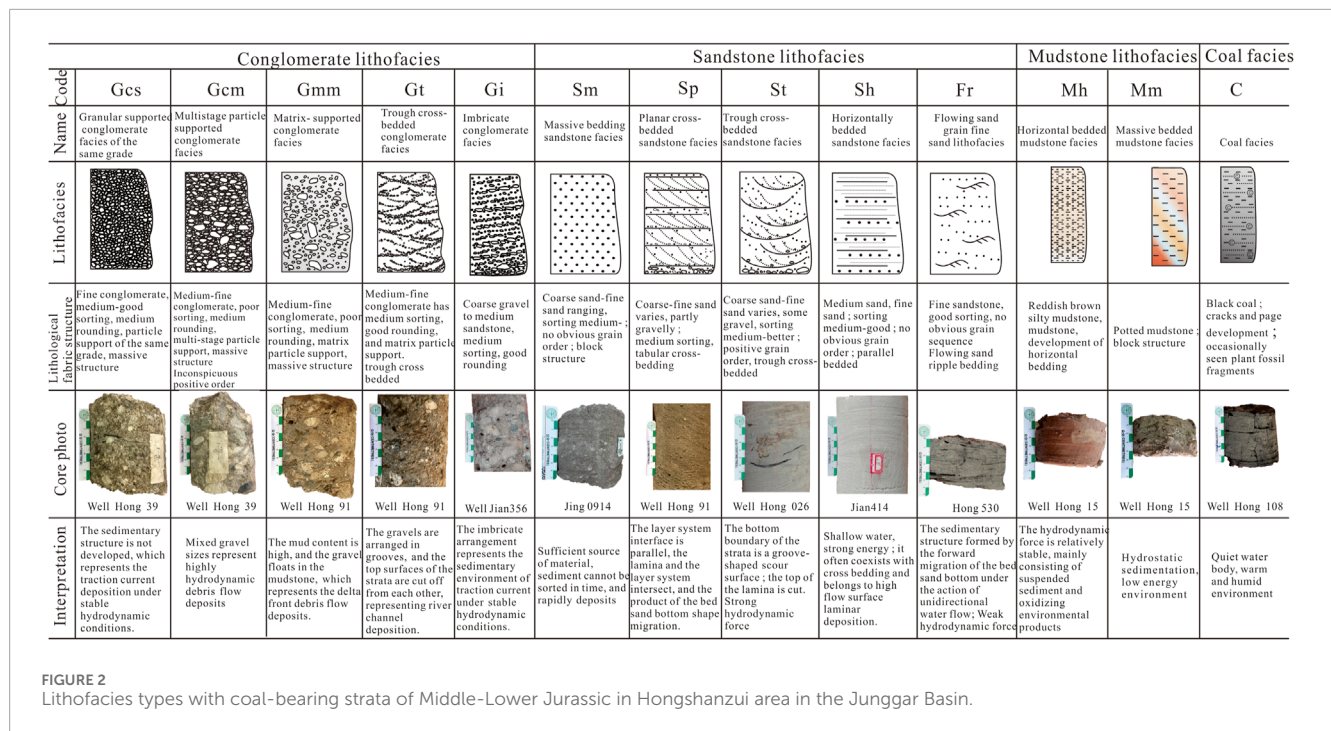 Conglomerate lithofacies
Sandstone lithofacies
Mudstone lithofacies
Coal facies
Code
Gcs
Gcm
Gmm
Gt
Gi
Sm
Sp
St
Sh
Fr
Mh
Mm
C
Name
Granular supported
conglomerate
facies of the
same grade
Multistage particle
supported
conglomerate
facies
Matrix- supported
conglomerate
facies
Trough cross-
bedded
conglomerate
facies
Imbricate
conglomerate
facies
Massive bedding
sandstone facies
Planar cross-
bedded
sandstone facies
Trough cross-
bedded
sandstone facies
Horizontally
bedded
sandstone facies
Flowing sand
grain fine
sand lithofacies
Horizontal bedded
mudstone facies
Massive bedded
mudstone facies
Coal facies
Lithofacies
Lithological
fabric structure
Fine conglomerate,
medium-good
sorting, medium
rounding, particle
support of the same
grade, massive
structure
Medium-fine
conglomerate, poor
sorting, medium
rounding,
multi-stage particle
support, massive
structure
Inconspicuous
positive order
Medium-fine
conglomerate, poor
sorting, medium
rounding, matrix
particle support,
massive structure
Medium-fine
conglomerate has
medium sorting,
good rounding,
and matrix particle
support.
trough cross
bedded
Coarse gravel
to medium
sandstone,
medium
sorting, good
rounding
Coarse sand-fine
sand ranging,
sorting medium- ;
no obvious grain
order ; block
structure
Coarse-fine sand
varies, partly
gravelly ;
medium sorting,
tabular cross-
bedding
Coarse sand-fine
sand varies, some
gravel, sorting
medium-better ;
positive grain
order, trough cross-
bedded
Medium sand, fine
sand ; sorting
medium-good ; no
obvious grain
order ; parallel
bedded
Fine sandstone,
good sorting, no
obvious grain
sequence
Flowing sand
ripple bedding
Reddish brown
silty mudstone,
mudstone,
development of
horizontal
bedding
Potted mudstone ;
block structure
Black coal ;
cracks and page
development ;
occasionally
seen plant fossil
fragments
Core photo
Well Hong 39
Well Hong 39
Well Hong 91
Well Hong 91
Well Jian356
Jing 0914
Well Hong 91
Well Hong 026
Jian414
Hong 530
Well Hong 15
Well Hong 15
Well Hong 108
Interpretation
The sedimentary
structure is not
developed, which
represents the
traction current
deposition under
stable
hydrodynamic
conditions.
Mixed gravel
sizes represent
highly
hydrodynamic
debris flow
deposits
The mud content is
high, and the gravel
floats in the
mudstone, which
represents the delta
front debris flow
deposits.
The gravels are
arranged in
grooves, and the
top surfaces of the
strata are cut off
from each other,
representing river
channel
deposition.
The imbricate
arrangement
represents the
sedimentary
environment of
traction current
under stable
hydrodynamic
conditions.
Sufficient source
of material,
sediment cannot be
sorted in time, and
rapidly deposits
The layer system
interface is
parallel, the
lamina and the
layer system
intersect, and the
product of the bed
and bottom shape
migration.
The bottom
boundary of the
strata is a groove-
shaped scour
surface ; the top of
the lamina is cut.
Strong
hydrodynamic
force
Shallow water,
strong energy ; it
often coexists with
cross bedding and
belongs to high
flow surface
laminar
deposition.
The sedimentary
structure formed by
the forward
migration of the bed
sand bottom under
the action of
unidirectional
water flow; Weak
hydrodynamic force
The hydrodynamic
force is relatively
stable, mainly
consisting of
suspended
sediment and
oxidizing
environmental
products
Hydrostatic
sedimentation,
low energy
environment
Quiet water
body, warm
and humid
environment
FIGURE 2
Lithofacies types with coal-bearing strata of Middle-Lower Jurassic in Hongshanzui area in the Junggar Basin.